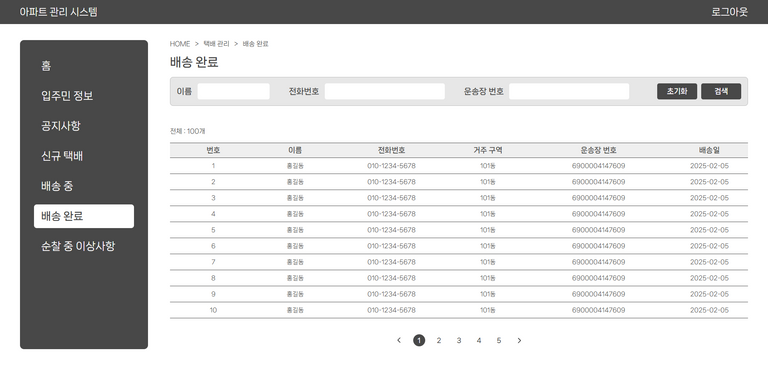 아파트 관리 시스템 로그아웃
홈
입주민 정보
공지사항
신규 택배
배송 중
배송 완료
순찰 중 이상사항
HOME > 택배 관리 > 배송 완료
배송 완료
이름 전화번호 운송장 번호 초기화 검색
전체 : 100개
번호 이름 전화번호 거주 구역 운송장 번호 배송일
1 홍길동 010-1234-5678 101동 6900004147609 2025-02-05
2 홍길동 010-1234-5678 101동 6900004147609 2025-02-05
3 홍길동 010-1234-5678 101동 6900004147609 2025-02-05
4 홍길동 010-1234-5678 101동 6900004147609 2025-02-05
5 홍길동 010-1234-5678 101동 6900004147609 2025-02-05
6 홍길동 010-1234-5678 101동 6900004147609 2025-02-05
7 홍길동 010-1234-5678 101동 6900004147609 2025-02-05
8 홍길동 010-1234-5678 101동 6900004147609 2025-02-05
9 홍길동 010-1234-5678 101동 6900004147609 2025-02-05
10 홍길동 010-1234-5678 101동 6900004147609 2025-02-05
< 1 2 3 4 5 >